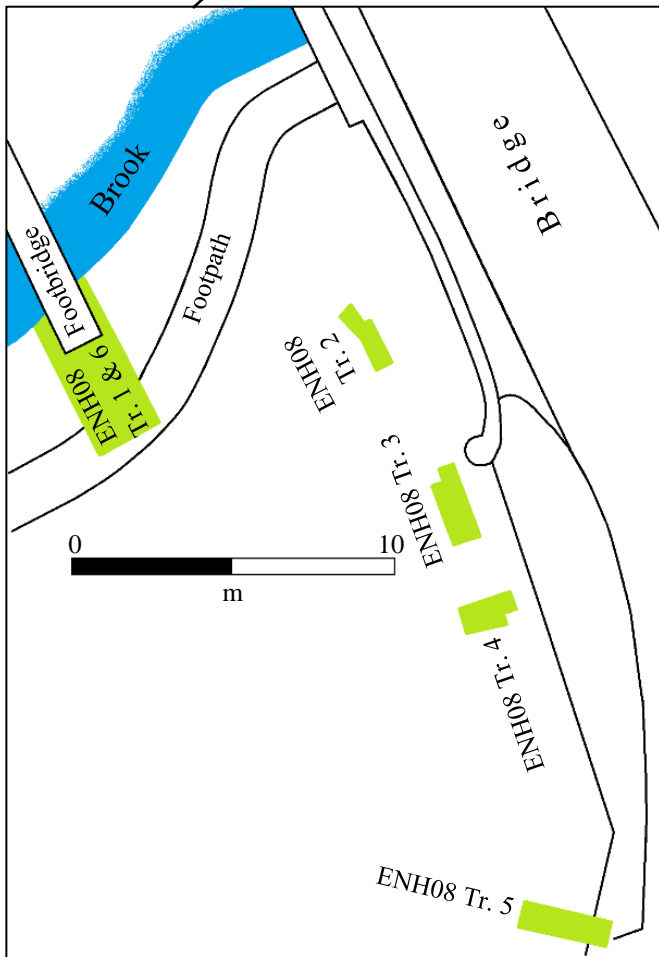 Bridge
Brook
Footbridge
Footpath
ENH08
Tr. 1 & 6
ENH08
Tr. 2
ENH08 Tr. 3
0 10
m
ENH08 Tr. 4
ENH08 Tr. 5